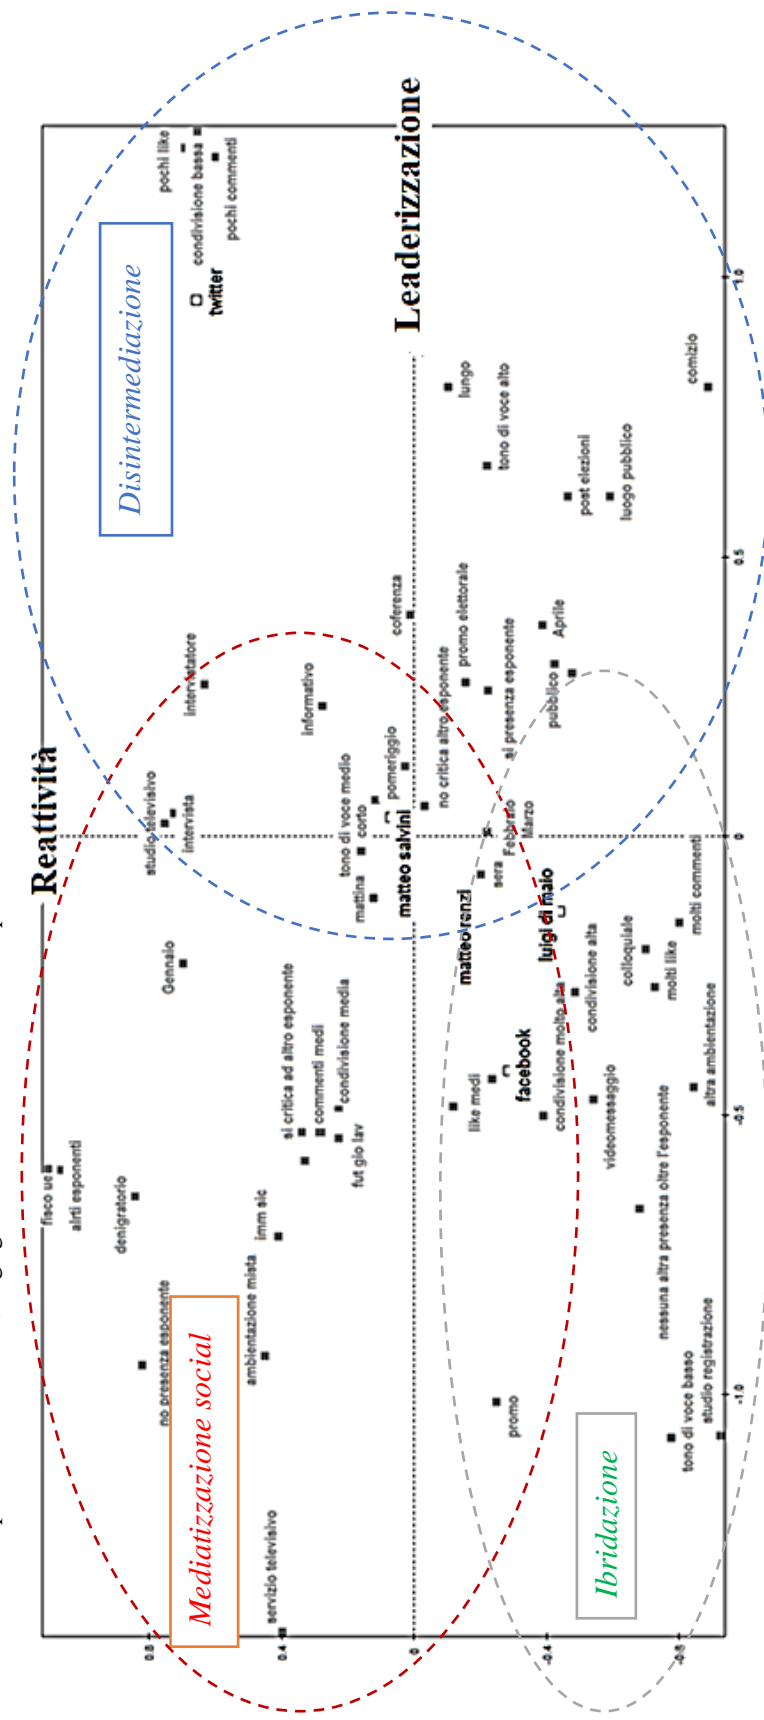 Reattività
Leaderizzazione
Disintermediazione
Mediatizzazione social
Ibridazione
fisco ue
alrti esponenti
denigratorio
no presenza esponente
Gennaio
studio televisivo
intervista
intervistatore
pochi like
condivisione bassa
pochi commenti
twitter
informativo
si critica ad altro esponente
commenti medi
condivisione media
fut gio lav
imm sic
ambientazione mista
servizio televisivo
mattina
tono di voce medio
corto
pomeriggio
matteo salvini
coferenza
no critica altro esponente
promo elettorale
si presenza esponente
lungo
tono di voce alto
post elezioni
luogo pubblico
comizio
Aprile
pubblico
Febbraio
Marzo
sera
matteo renzi
luigi di maio
like medi
facebook
condivisione molto alta
condivisione alta
colloquiale
molti like
molti commenti
videomessaggio
altra ambientazione
nessuna altra presenza oltre l'esponente
promo
tono di voce basso
studio registrazione
0.8
0.4
0
-0.4
-0.8
-1.0
-0.5
0
0.5
1.0